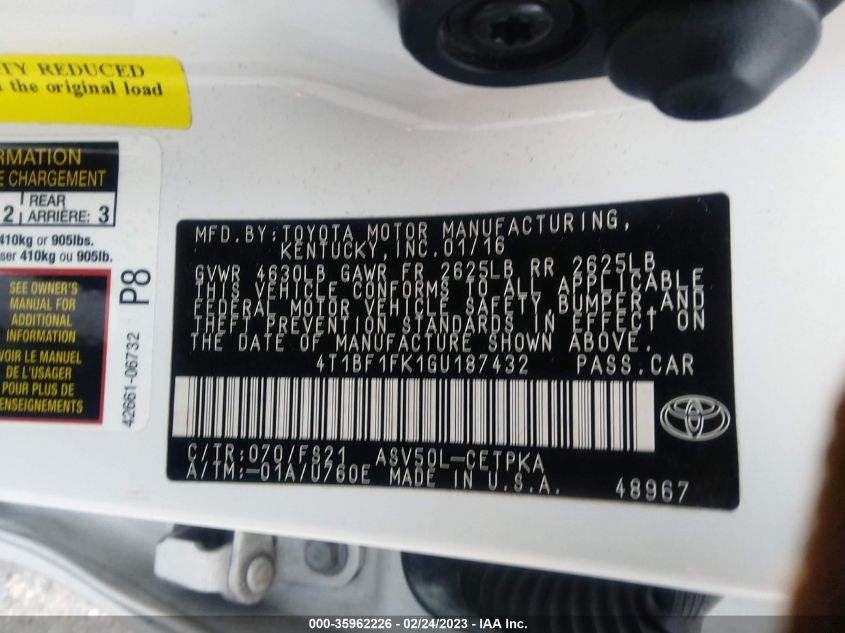 TY REDUCED
the original load
RMATION
E CHARGEMENT
2 REAR
ARRIÈRE: 3
410kg or 905lbs.
ser 410kg ou 905lb.
SEE OWNER'S
MANUAL FOR
ADDITIONAL
INFORMATION
VOIR LE MANUEL
DE L'USAGER
POUR PLUS DE
ENSEIGNEMENTS
42661-06732 P8
MFD.BY:TOYOTA MOTOR MANUFACTURING,
KENTUCKY,INC.01/16
GVWR 4630LB GAWR FR 2625LB RR 2625LB
THIS VEHICLE CONFORMS TO ALL APPLICABLE
FEDERAL MOTOR VEHICLE SAFETY,BUMPER,AND
THEFT PREVENTION STANDARDS IN EFFECT ON
THE DATE OF MANUFACTURE SHOWN ABOVE.
4T1BF1FK1GU187432 PASS.CAR
C/TR:070/FS21 ASV50L-CETPKA
A/TM:-01A/U760E MADE IN U.S.A.
48967
000-35962226 - 02/24/2023 - IAA Inc.